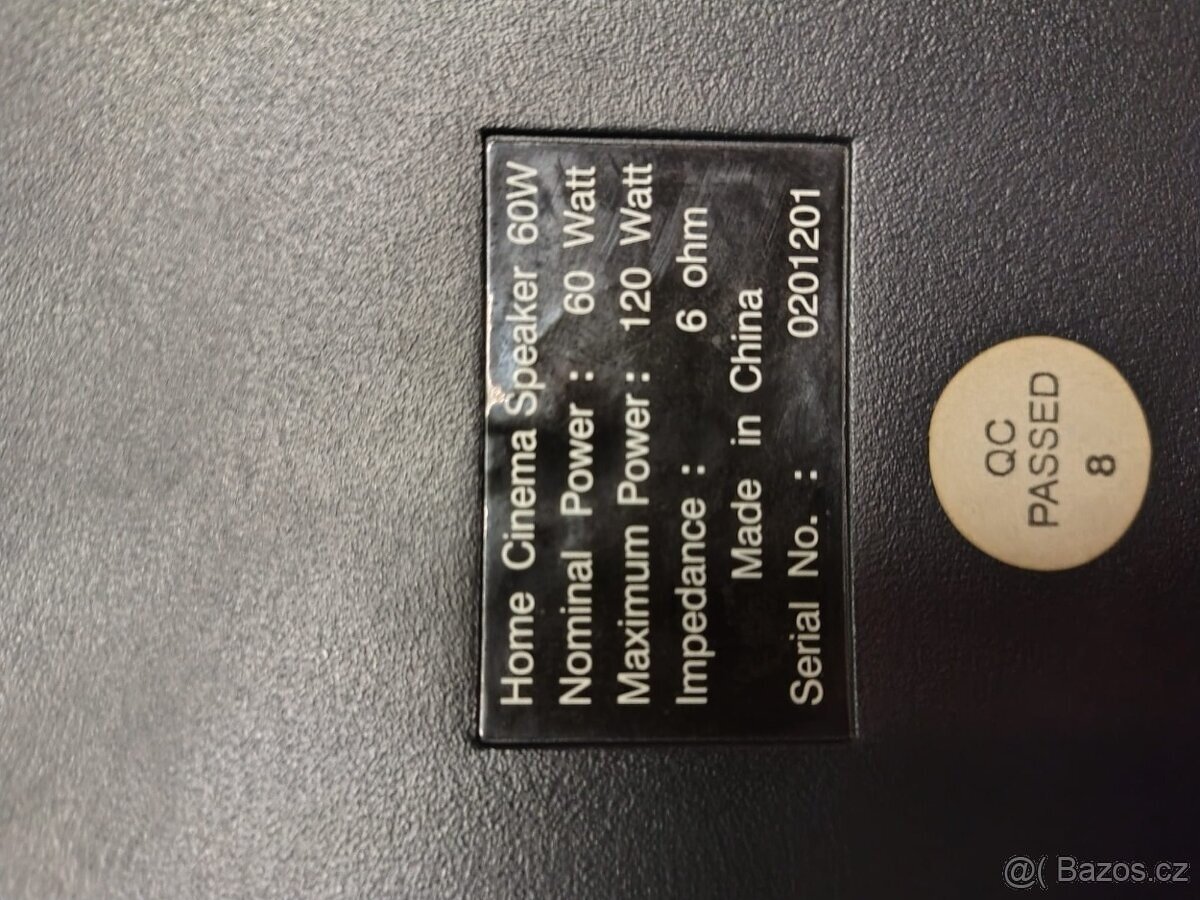 Home Cinema Speaker 60W
Nominal Power : 60 Watt
Maximum Power : 120 Watt
Impedance : 6 ohm
Made in China
Serial No. : 0201201
QC
PASSED
8
@( Bazos.cz